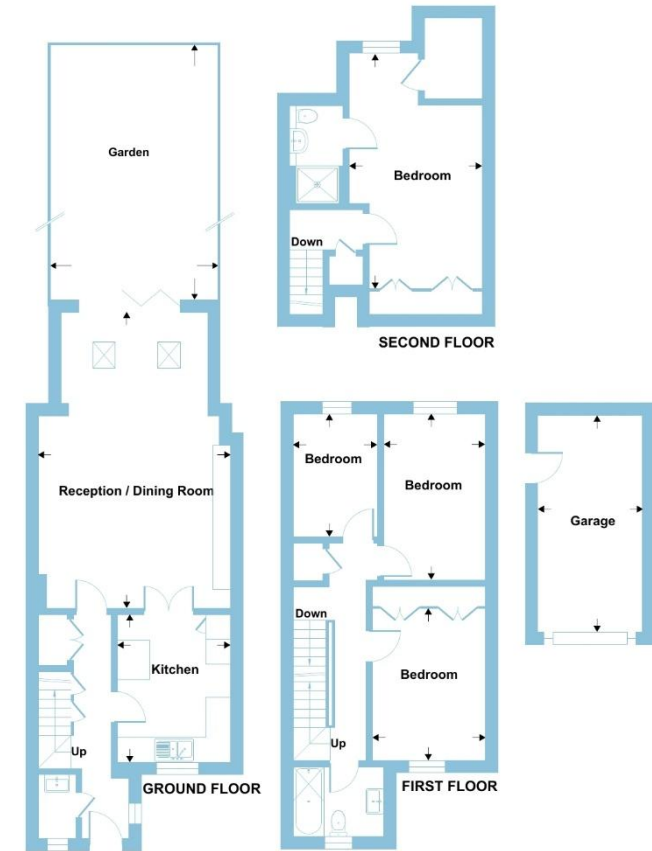 Garden
Reception / Dining Room
Kitchen
Up
GROUND FLOOR
Bedroom
Down
SECOND FLOOR
Bedroom
Bedroom
Down
Bedroom
Up
FIRST FLOOR
Garage